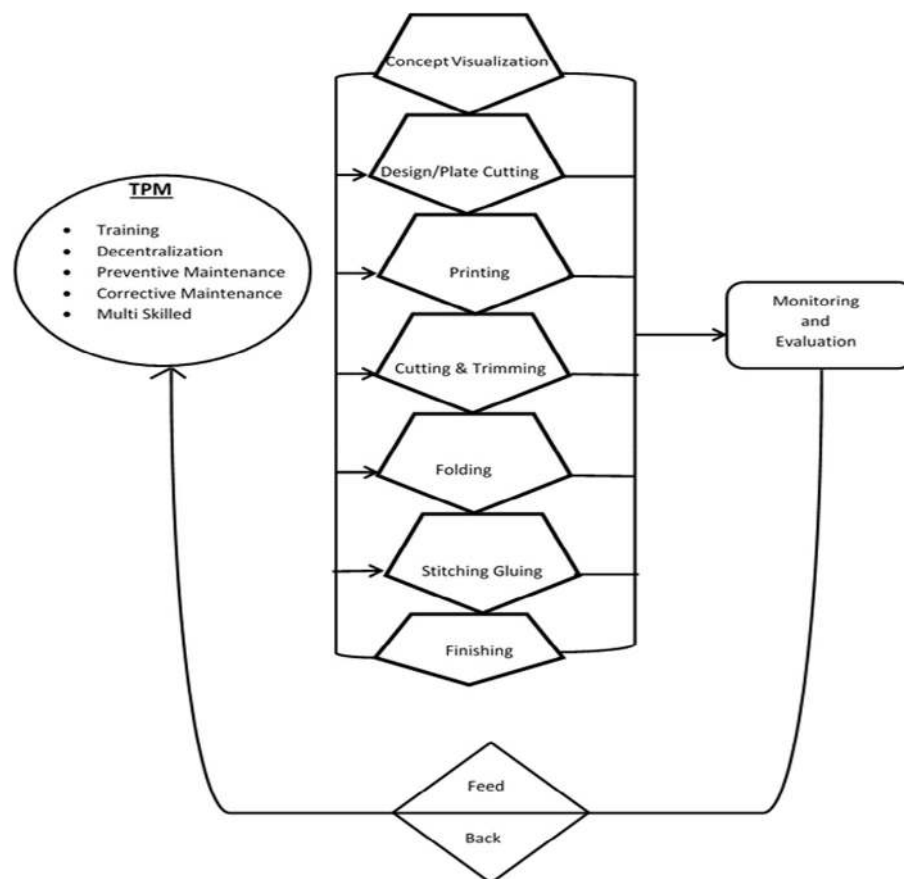 Concept Visualization
Design/Plate Cutting
TPM
• Training
• Decentralization
• Preventive Maintenance
• Corrective Maintenance
• Multi Skilled
Printing
Monitoring
and
Evaluation
Cutting & Trimming
Folding
Stitching Gluing
Finishing
Feed
Back